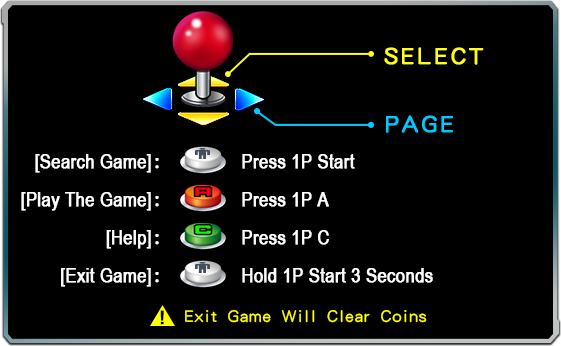 SELECT
PAGE
[Search Game]: Press 1P Start
[Play The Game]: A Press 1P A
[Help]: C Press 1P C
[Exit Game]: Hold 1P Start 3 Seconds
! Exit Game Will Clear Coins